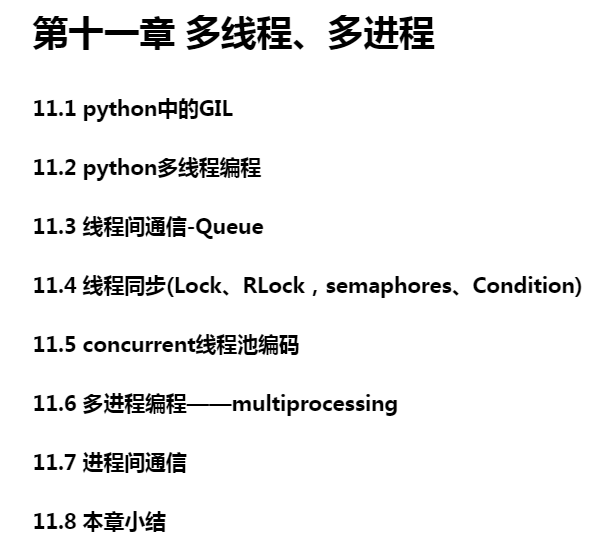 第十一章 多线程、多进程
11.1 python中的GIL
11.2 python多线程编程
11.3 线程间通信-Queue
11.4 线程同步(Lock、RLock，semaphores、Condition)
11.5 concurrent线程池编码
11.6 多进程编程——multiprocessing
11.7 进程间通信
11.8 本章小结